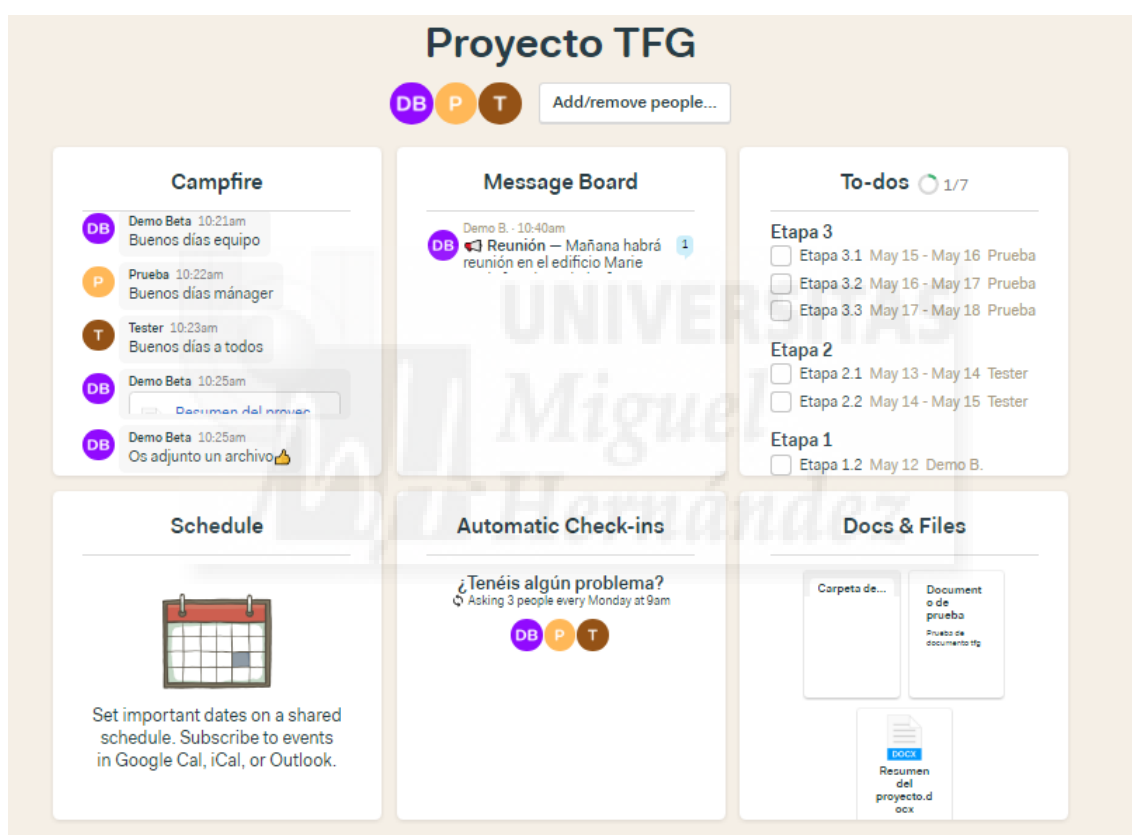 Proyecto TFG
DB P T Add/remove people...
Campfire
DB
Demo Beta 10:21am
Buenos días equipo
P
Prueba 10:22am
Buenos días mánager
T
Tester 10:23am
Buenos días a todos
DB
Demo Beta 10:25am
Resumen del proyec
DB
Demo Beta 10:25am
Os adjunto un archivo👍
Message Board
Demo B. · 10:40am
DB
📢 Reunión — Mañana habrá
reunión en el edificio Marie
1
To-dos 1/7
Etapa 3
Etapa 3.1 May 15 - May 16 Prueba
Etapa 3.2 May 16 - May 17 Prueba
Etapa 3.3 May 17 - May 18 Prueba
Etapa 2
Etapa 2.1 May 13 - May 14 Tester
Etapa 2.2 May 14 - May 15 Tester
Etapa 1
Etapa 1.2 May 12 Demo B.
UNIVERSITAS
Miguel
Hernández
Schedule
Set important dates on a shared
schedule. Subscribe to events
in Google Cal, iCal, or Outlook.
Automatic Check-ins
¿Tenéis algún problema?
Asking 3 people every Monday at 9am
DB P T
Docs & Files
Carpeta de...
Document
o de
prueba
Prueba de
documento tfg
DOCX
Resumen
del
proyecto.d
ocx